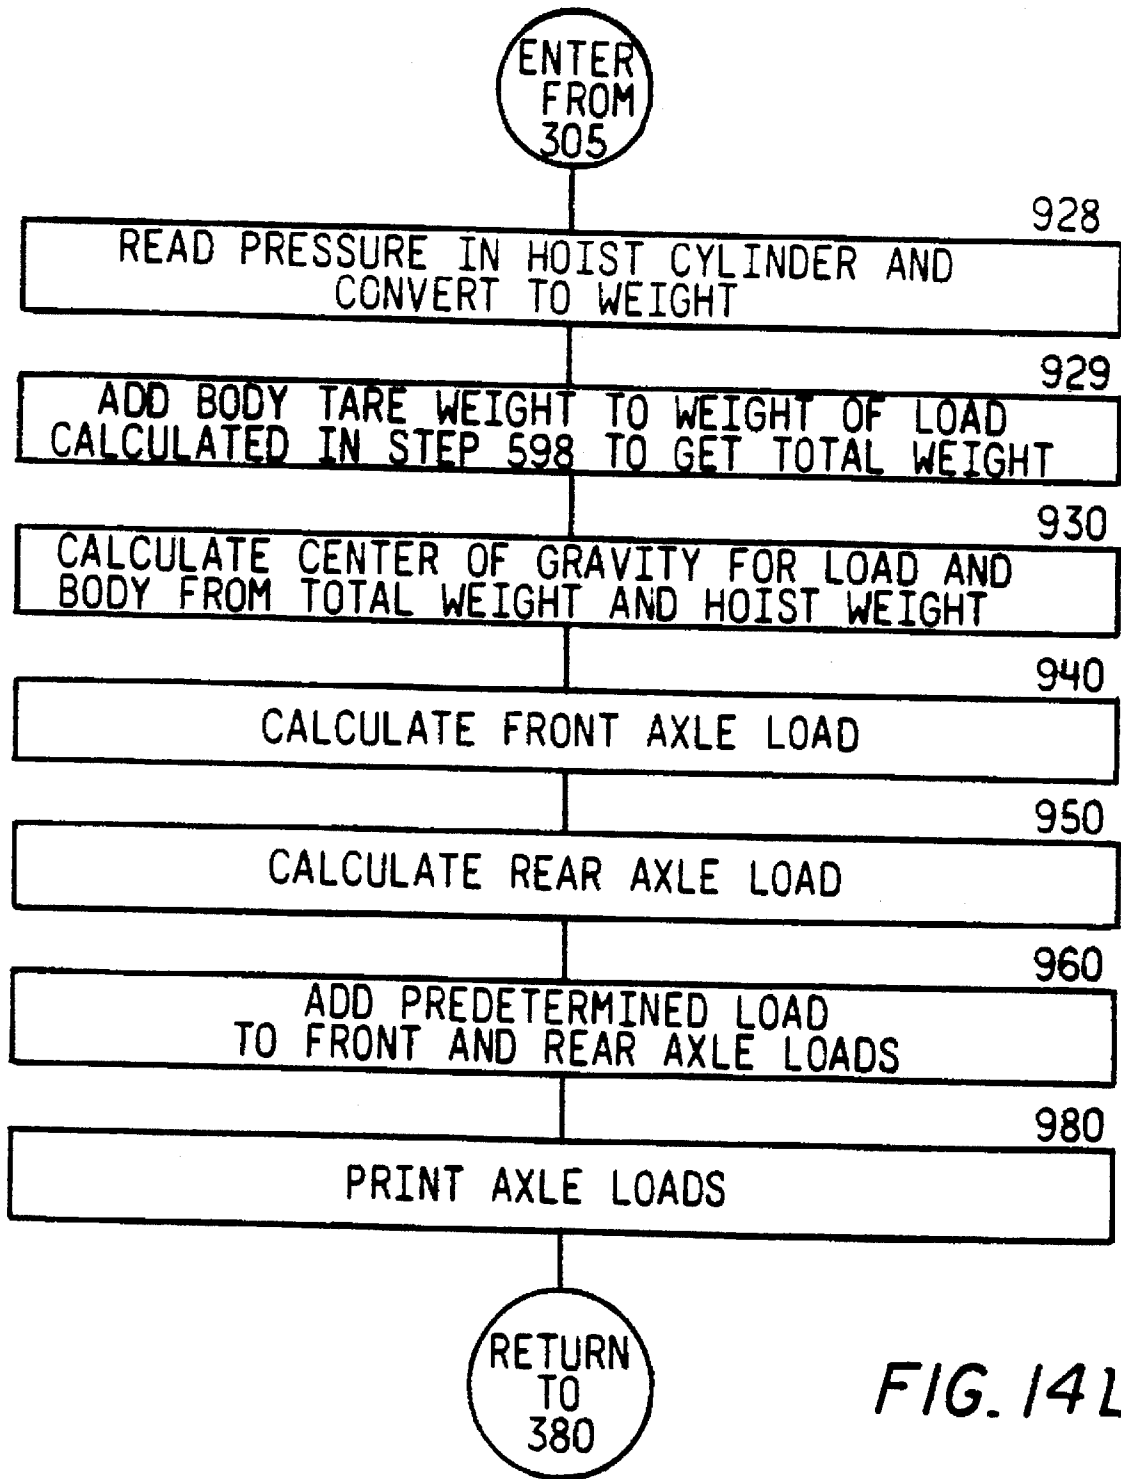 ENTER
FROM
305
928
READ PRESSURE IN HOIST CYLINDER AND
CONVERT TO WEIGHT
929
ADD BODY TARE WEIGHT TO WEIGHT OF LOAD
CALCULATED IN STEP 598 TO GET TOTAL WEIGHT
930
CALCULATE CENTER OF GRAVITY FOR LOAD AND
BODY FROM TOTAL WEIGHT AND HOIST WEIGHT
940
CALCULATE FRONT AXLE LOAD
950
CALCULATE REAR AXLE LOAD
960
ADD PREDETERMINED LOAD
TO FRONT AND REAR AXLE LOADS
980
PRINT AXLE LOADS
RETURN
TO
380
FIG. 14L